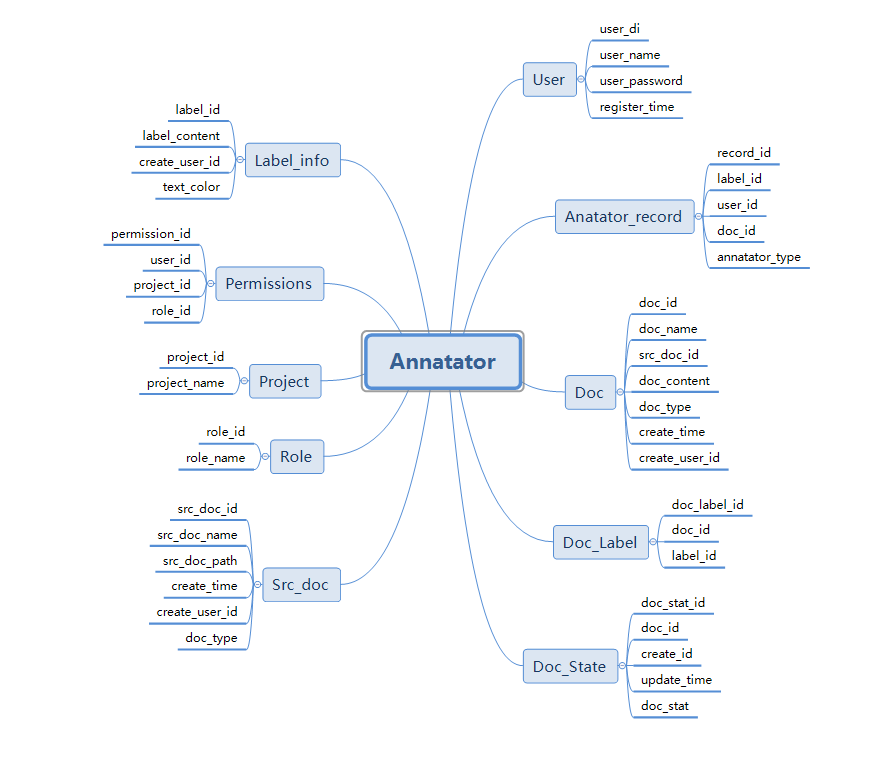 Annatator
User
user_di
user_name
user_password
register_time
Anatator_record
record_id
label_id
user_id
doc_id
annatator_type
Doc
doc_id
doc_name
src_doc_id
doc_content
doc_type
create_time
create_user_id
Doc_Label
doc_label_id
doc_id
label_id
Doc_State
doc_stat_id
doc_id
create_id
update_time
doc_stat
Label_info
label_id
label_content
create_user_id
text_color
Permissions
permission_id
user_id
project_id
role_id
Project
project_id
project_name
Role
role_id
role_name
Src_doc
src_doc_id
src_doc_name
src_doc_path
create_time
create_user_id
doc_type